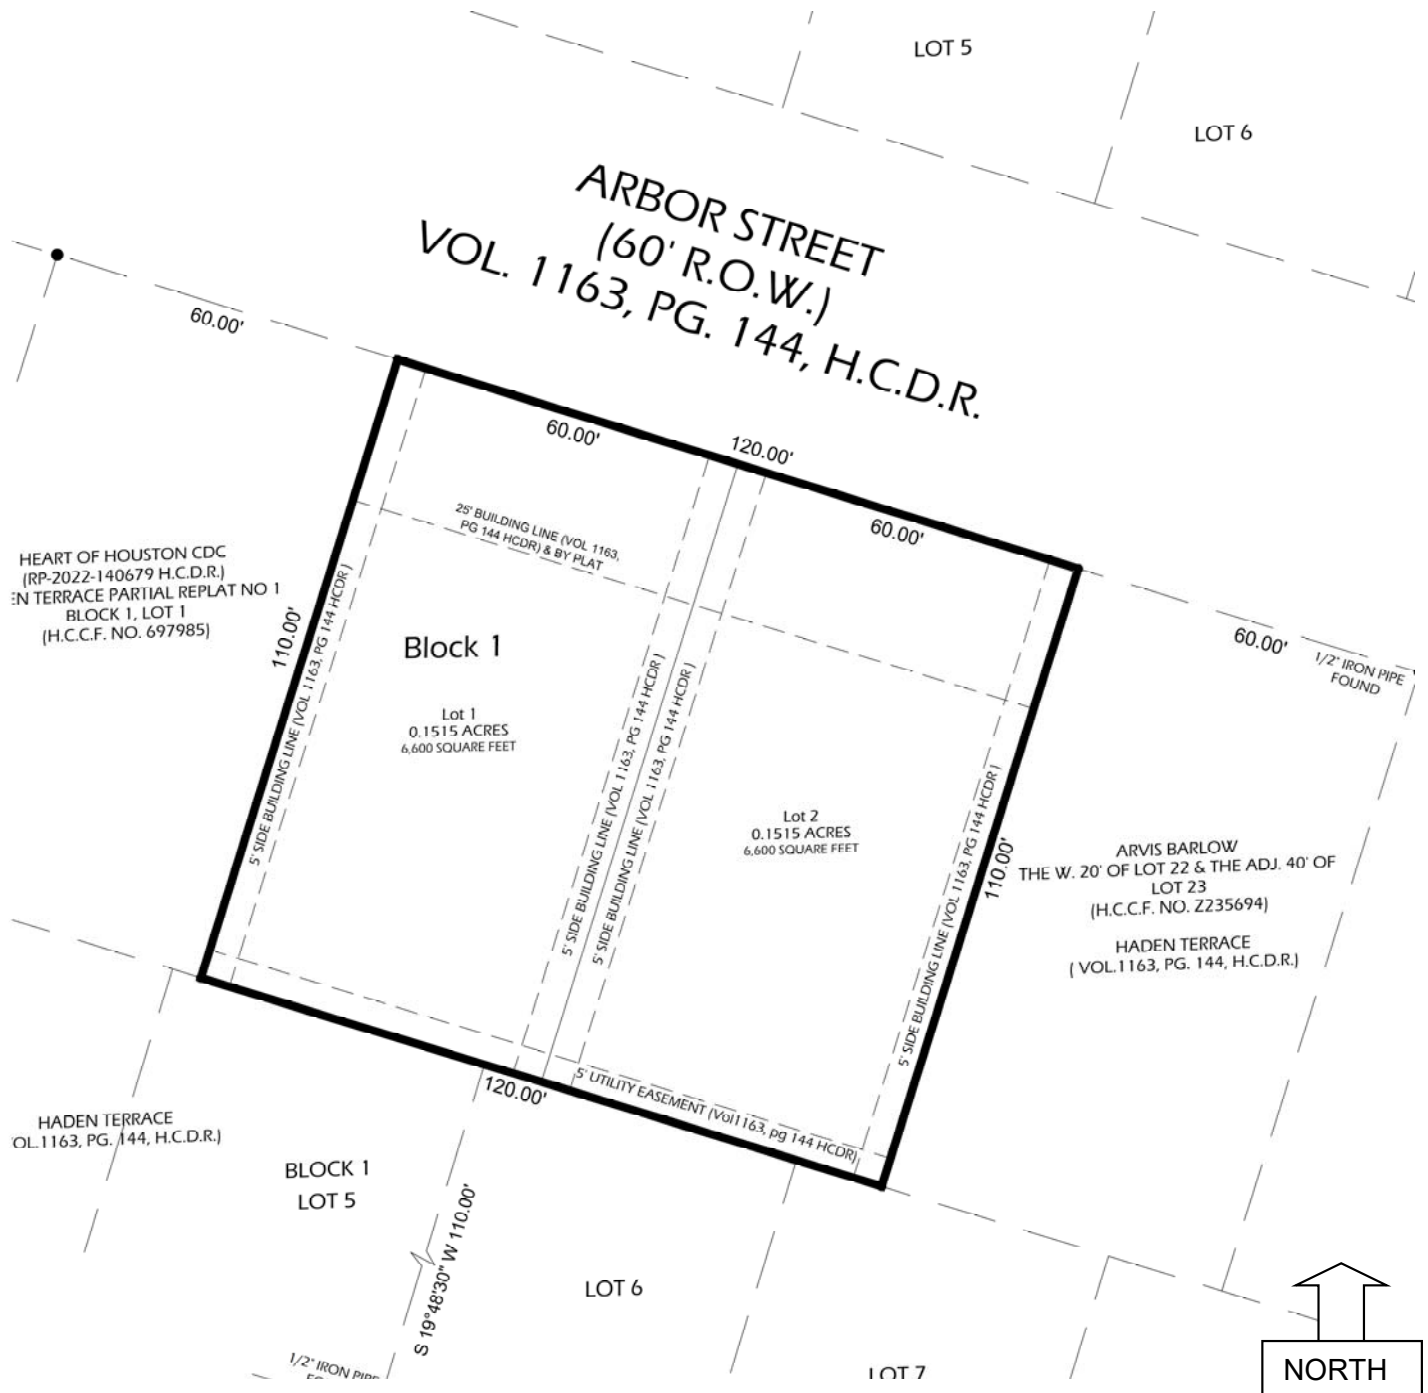 LOT 5
LOT 6
ARBOR STREET
(60' R.O.W.)
VOL. 1163, PG. 144, H.C.D.R.
60.00'
60.00'
120.00'
60.00'
60.00'
1/2" IRON PIPE
FOUND
25' BUILDING LINE (VOL 1163,
PG 144 HCDR) & BY PLAT
HEART OF HOUSTON CDC
(RP-2022-140679 H.C.D.R.)
EN TERRACE PARTIAL REPLAT NO 1
BLOCK 1, LOT 1
(H.C.C.F. NO. 697985)
110.00'
5' SIDE BUILDING LINE (VOL 1163, PG 144 HCDR )
Block 1
Lot 1
0.1515 ACRES
6,600 SQUARE FEET
5' SIDE BUILDING LINE (VOL 1163, PG 144 HCDR )
5' SIDE BUILDING LINE (VOL 1163, PG 144 HCDR )
Lot 2
0.1515 ACRES
6,600 SQUARE FEET
5' SIDE BUILDING LINE (VOL 1163, PG 144 HCDR )
110.00'
ARVIS BARLOW
THE W. 20' OF LOT 22 & THE ADJ. 40' OF
LOT 23
(H.C.C.F. NO. Z235694)
HADEN TERRACE
( VOL.1163, PG. 144, H.C.D.R.)
120.00'
5' UTILITY EASEMENT (Vol1163, pg 144 HCDR)
HADEN TERRACE
OL.1163, PG. 144, H.C.D.R.)
BLOCK 1
LOT 5
S 19°48'30" W 110.00'
LOT 6
LOT 7
1/2" IRON PIPE
NORTH